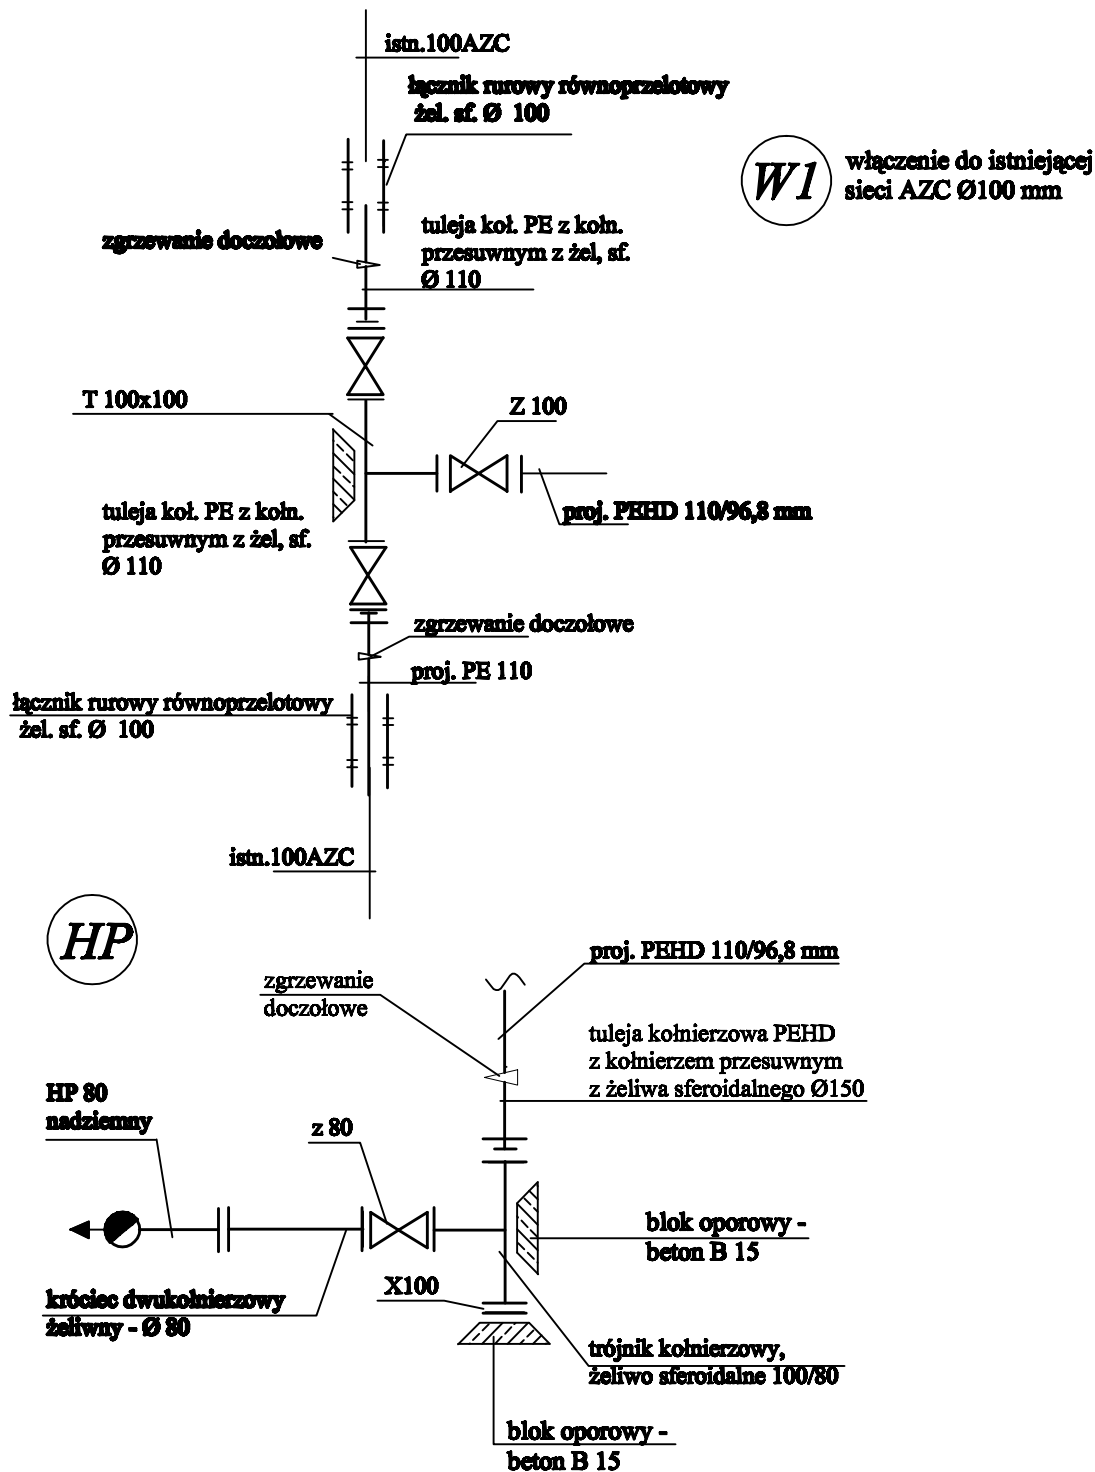 istn.100AZC
łącznik rurowy równoprzelotowy
żel. sf. Ø 100
W1
włączenie do istniejącej
sieci AZC Ø100 mm
zgrzewanie doczołowe
tuleja koł. PE z kołn.
przesuwnym z żel, sf.
Ø 110
T 100x100
Z 100
tuleja koł. PE z kołn.
przesuwnym z żel, sf.
Ø 110
proj. PEHD 110/96,8 mm
zgrzewanie doczołowe
proj. PE 110
łącznik rurowy równoprzelotowy
żel. sf. Ø 100
istn.100AZC
HP
proj. PEHD 110/96,8 mm
zgrzewanie
doczołowe
tuleja kołnierzowa PEHD
z kołnierzem przesuwnym
z żeliwa sferoidalnego Ø150
HP 80
nadziemny
z 80
blok oporowy -
beton B 15
X100
króciec dwukołnierzowy
żeliwny - Ø 80
trójnik kołnierzowy,
żeliwo sferoidalne 100/80
blok oporowy -
beton B 15